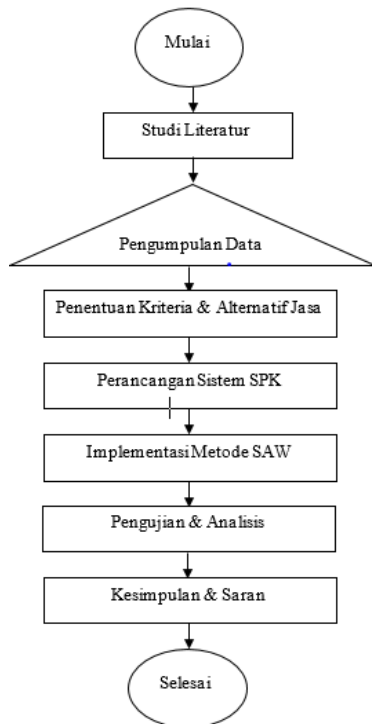 Mulai
Studi Literatur
Pengumpulan Data
Penentuan Kriteria & Alternatif Jasa
Perancangan Sistem SPK
Implementasi Metode SAW
Pengujian & Analisis
Kesimpulan & Saran
Selesai